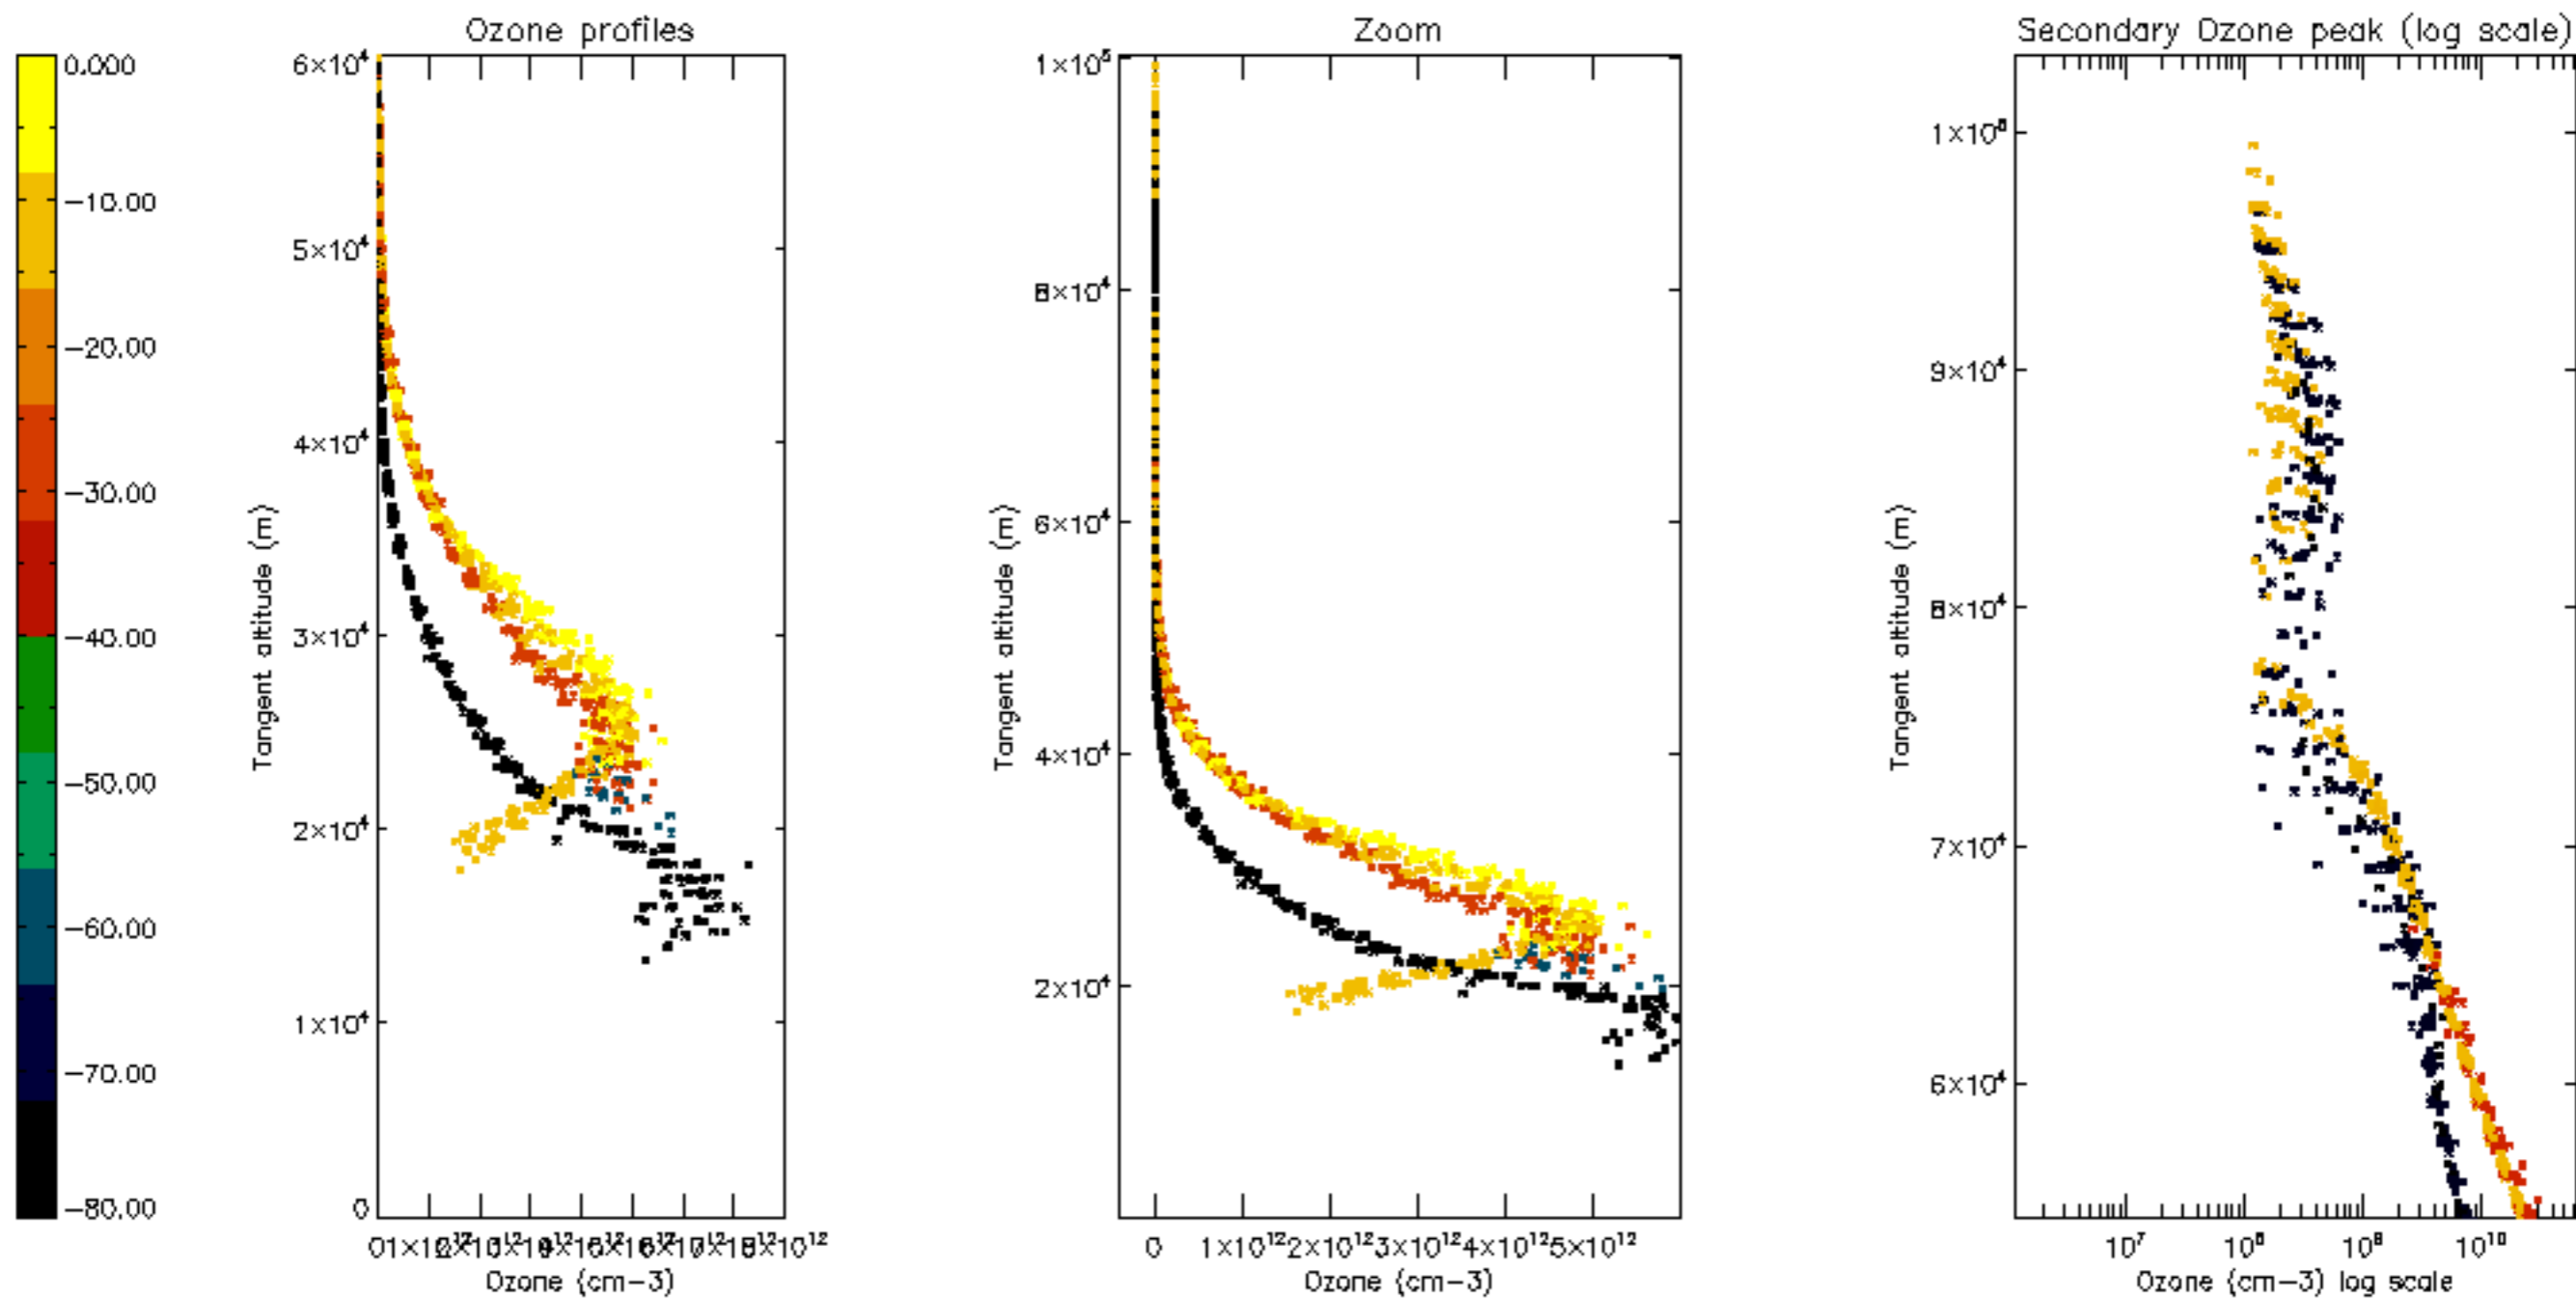 Ozone profiles
Zoom
Secondary Ozone peak (log scale)
0.000
−10.00
−20.00
−30.00
−40.00
−50.00
−60.00
−70.00
−80.00
6×10⁴
5×10⁴
4×10⁴
3×10⁴
2×10⁴
1×10⁴
0
Tangent altitude (m)
Ozone (cm−3)
1×10⁵
8×10⁴
6×10⁴
4×10⁴
2×10⁴
Tangent altitude (m)
0 1×10¹² 2×10¹² 3×10¹² 4×10¹² 5×10¹²
Ozone (cm−3)
9×10⁴
8×10⁴
7×10⁴
6×10⁴
Tangent altitude (m)
10⁷ 10⁸ 10⁹ 10¹⁰
Ozone (cm−3) log scale